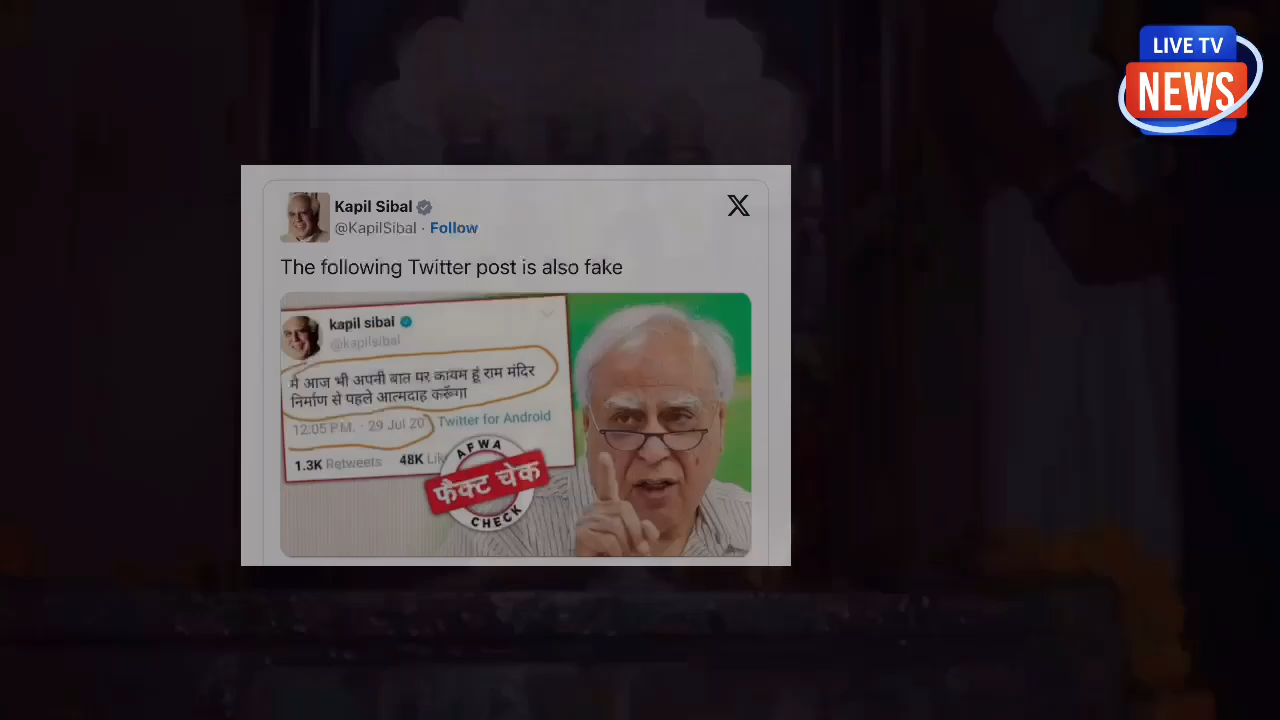 LIVE TV
NEWS
Kapil Sibal
@KapilSibal · Follow
X
The following Twitter post is also fake
kapil sibal
@kapilsibal
मैं आज भी अपनी बात पर कायम हूं राम मंदिर
निर्माण से पहले आत्मदाह करूँगा
12:05 P.M. · 29 Jul 20
Twitter for Android
1.3K Retweets 48K Lik
AFWA
फैक्ट चेक
CHECK